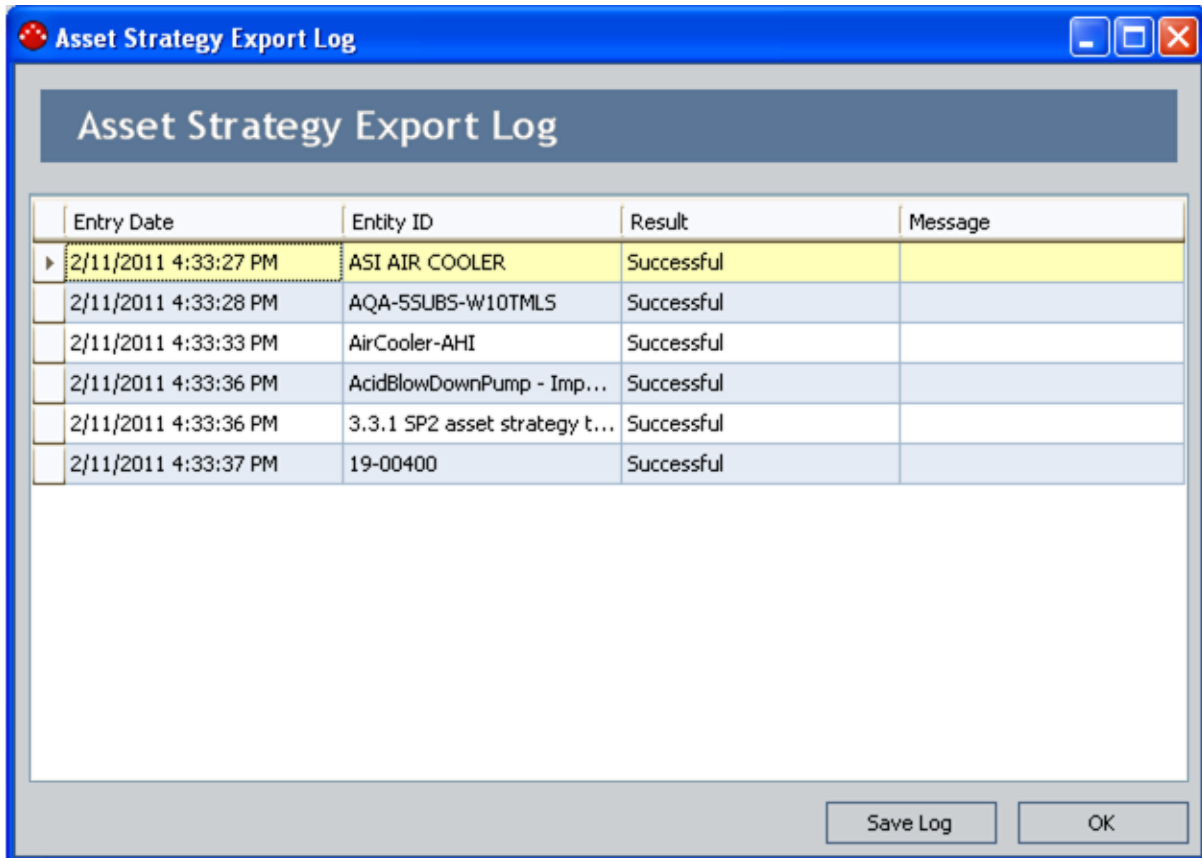 Asset Strategy Export Log
Asset Strategy Export Log
Entry Date Entity ID Result Message
2/11/2011 4:33:27 PM ASI AIR COOLER Successful
2/11/2011 4:33:28 PM AQA-5SUBS-W10TMLS Successful
2/11/2011 4:33:33 PM AirCooler-AHI Successful
2/11/2011 4:33:36 PM AcidBlowDownPump - Imp... Successful
2/11/2011 4:33:36 PM 3.3.1 SP2 asset strategy t... Successful
2/11/2011 4:33:37 PM 19-00400 Successful
Save Log OK